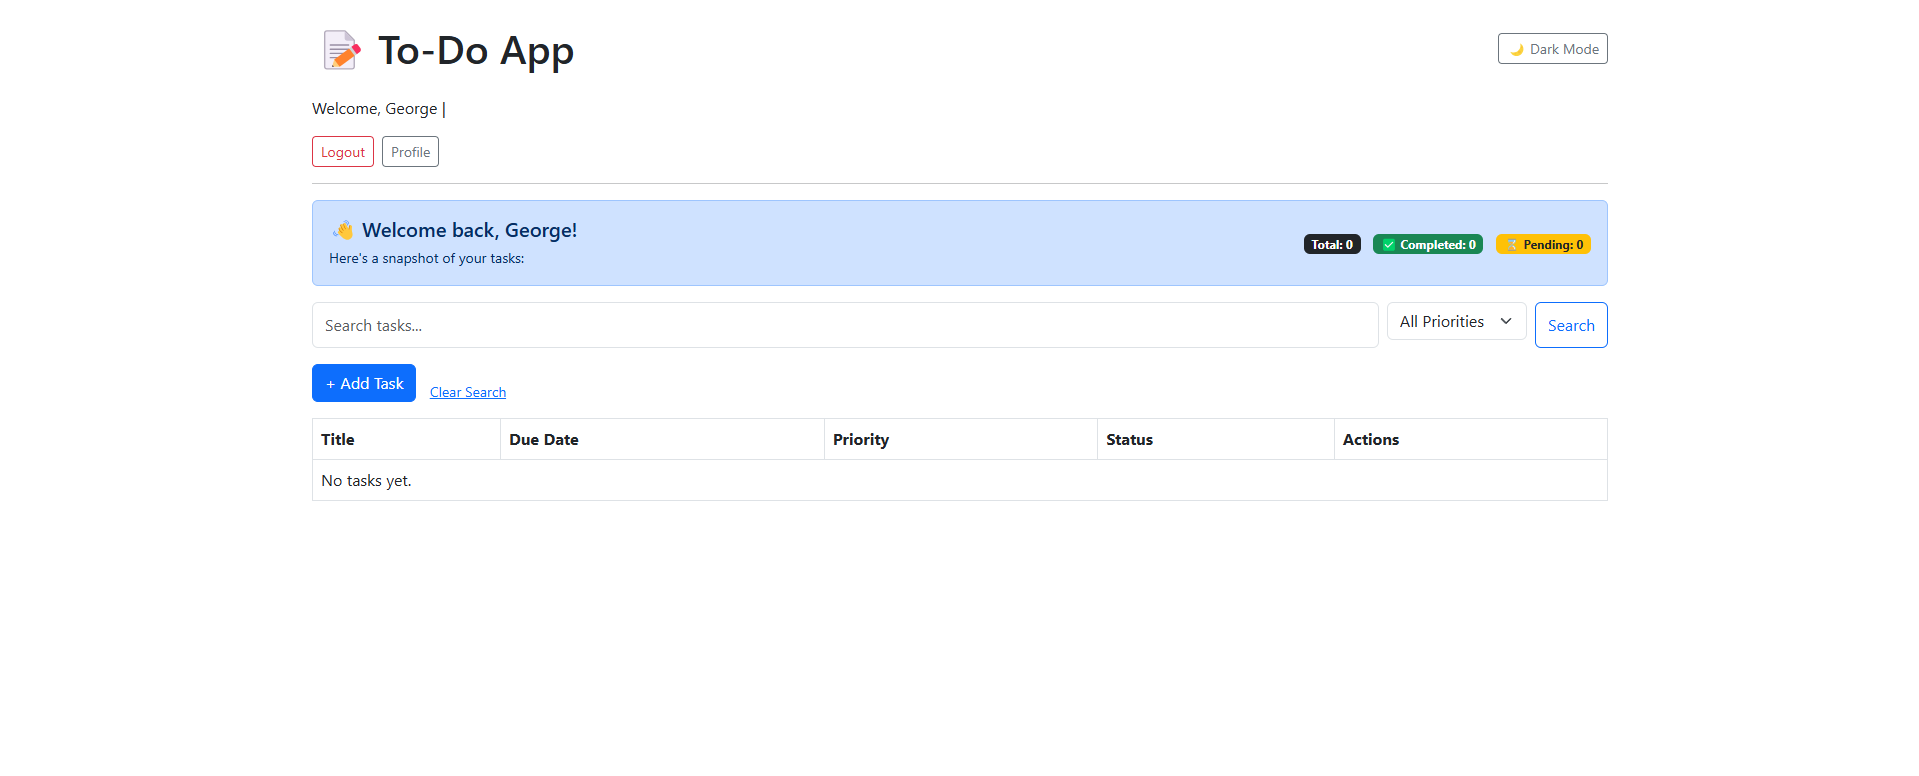 📝 To-Do App
🌙 Dark Mode
Welcome, George |
Logout Profile
👋 Welcome back, George!
Here's a snapshot of your tasks:
Total: 0 ✅ Completed: 0 ⏳ Pending: 0
Search tasks... All Priorities Search
+ Add Task Clear Search
Title Due Date Priority Status Actions
No tasks yet.